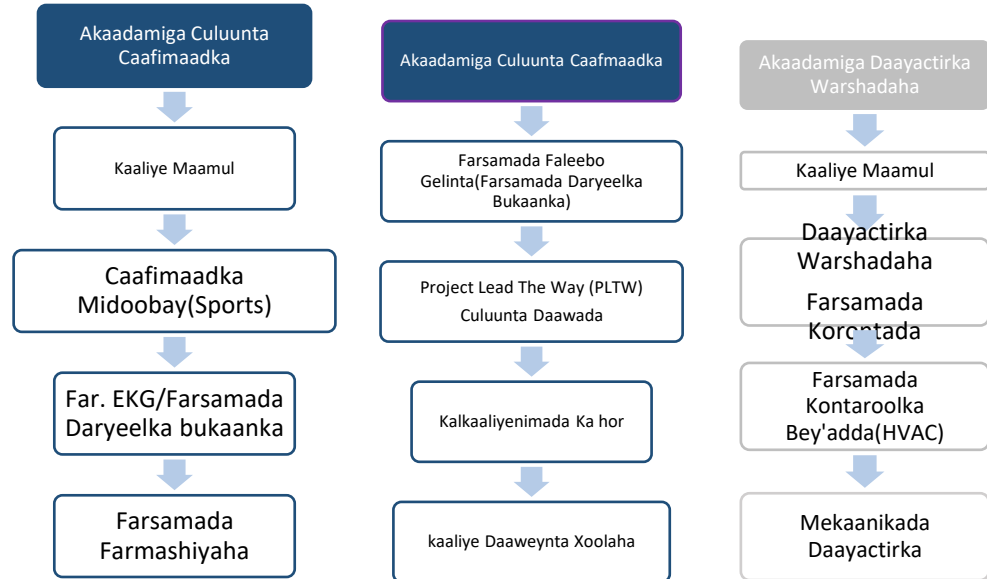 Akaadamiga Culuunta
Caafimaadka
Kaaliye Maamul
Caafimaadka
Midoobay(Sports)
Far. EKG/Farsamada
Daryeelka bukaanka
Farsamada
Farmashiyaha
Akaadamiga Culuunta Caafmaadka
Farsamada Faleebo
Gelinta(Farsamada Daryeelka
Bukaanka)
Project Lead The Way (PLTW)
Culuunta Daawada
Kalkaaliyenimada Ka hor
kaaliye Daaweynta Xoolaha
Akaadamiga Daayactirka
Warshadaha
Kaaliye Maamul
Daayactirka
Warshadaha
Farsamada
Korontada
Farsamada
Kontaroolka
Bey'adda(HVAC)
Mekaanikada
Daayactirka